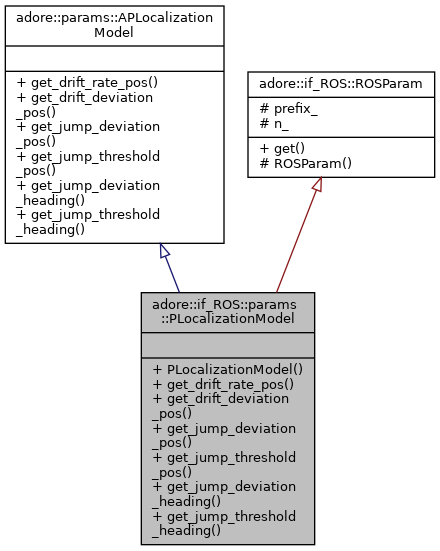 adore::params::APLocalization
Model
+ get_drift_rate_pos()
+ get_drift_deviation
_pos()
+ get_jump_deviation
_pos()
+ get_jump_threshold
_pos()
+ get_jump_deviation
_heading()
+ get_jump_threshold
_heading()
adore::if_ROS::ROSParam
# prefix_
# n_
+ get()
# ROSParam()
adore::if_ROS::params
::PLocalizationModel
+ PLocalizationModel()
+ get_drift_rate_pos()
+ get_drift_deviation
_pos()
+ get_jump_deviation
_pos()
+ get_jump_threshold
_pos()
+ get_jump_deviation
_heading()
+ get_jump_threshold
_heading()